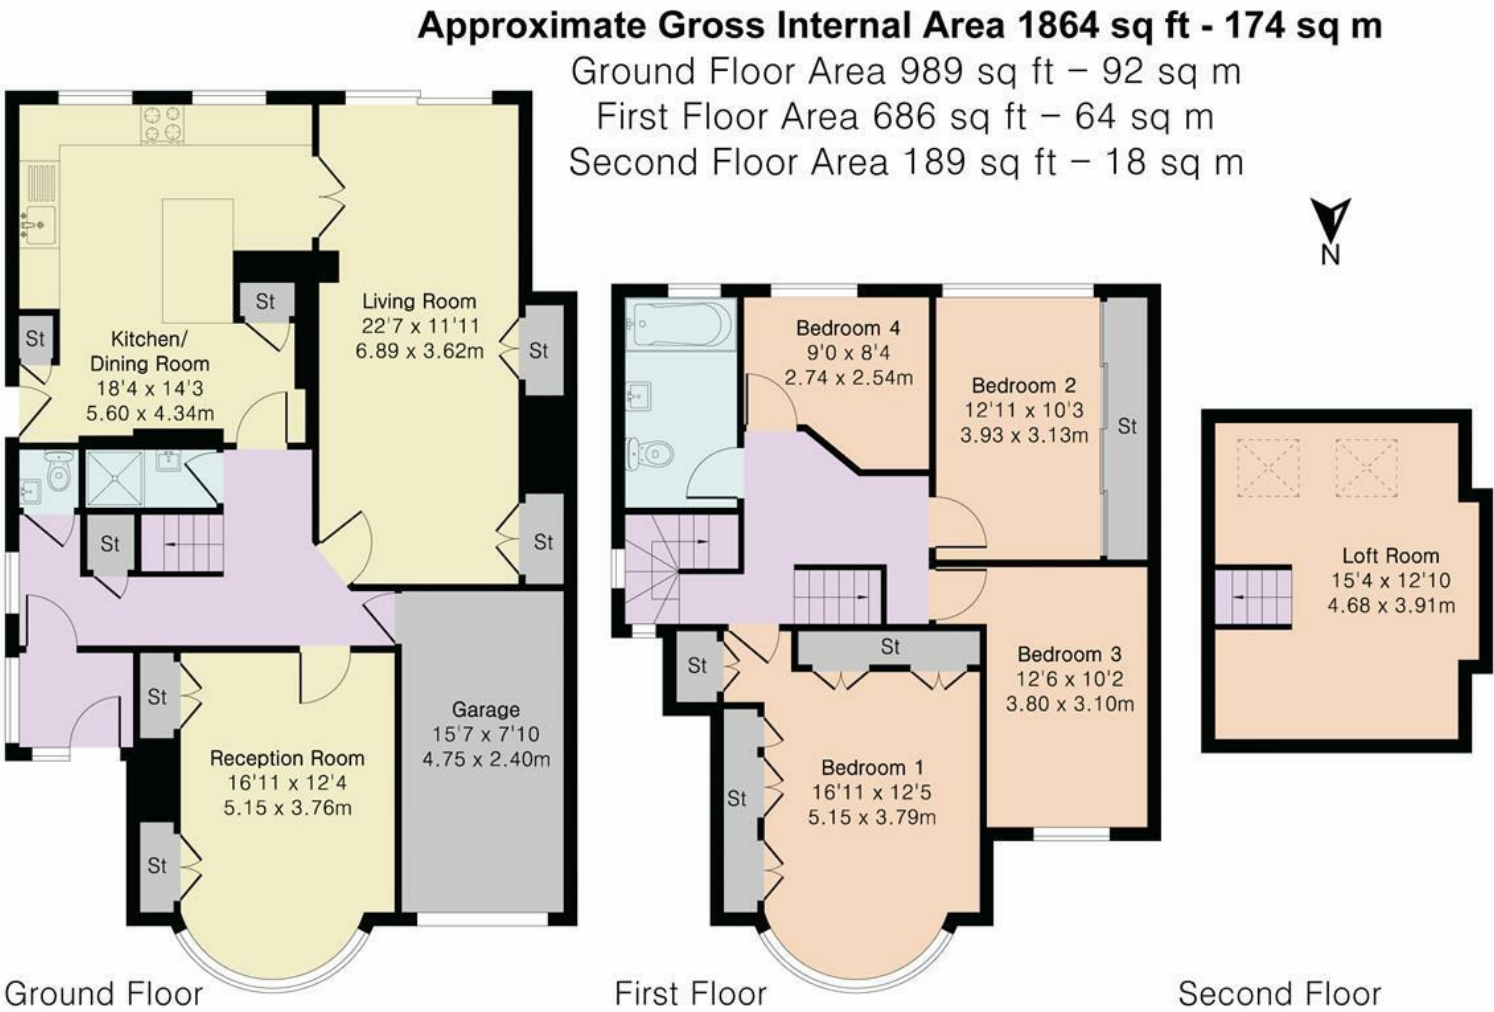 Approximate Gross Internal Area 1864 sq ft - 174 sq m
Ground Floor Area 989 sq ft – 92 sq m
First Floor Area 686 sq ft – 64 sq m
Second Floor Area 189 sq ft – 18 sq m
N
St
St
Kitchen/
Dining Room
18'4 x 14'3
5.60 x 4.34m
Living Room
22'7 x 11'11
6.89 x 3.62m
St
St
St
St
Reception Room
16'11 x 12'4
5.15 x 3.76m
St
Garage
15'7 x 7'10
4.75 x 2.40m
Ground Floor
Bedroom 4
9'0 x 8'4
2.74 x 2.54m
Bedroom 2
12'11 x 10'3
3.93 x 3.13m
St
St
St
Bedroom 3
12'6 x 10'2
3.80 x 3.10m
Bedroom 1
16'11 x 12'5
5.15 x 3.79m
St
First Floor
Loft Room
15'4 x 12'10
4.68 x 3.91m
Second Floor